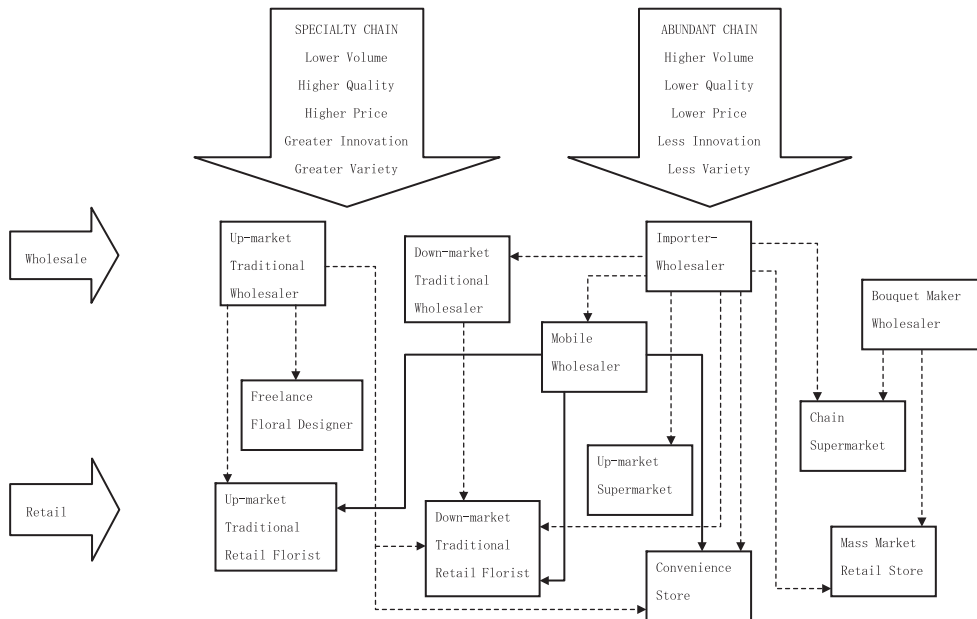 SPECIALTY CHAIN
Lower Volume
Higher Quality
Higher Price
Greater Innovation
Greater Variety
ABUNDANT CHAIN
Higher Volume
Lower Quality
Lower Price
Less Innovation
Less Variety
Wholesale
Up-market
Traditional
Wholesaler
Down-market
Traditional
Wholesaler
Importer-
Wholesaler
Bouquet Maker
Wholesaler
Mobile
Wholesaler
Freelance
Floral Designer
Chain
Supermarket
Up-market
Supermarket
Retail
Up-market
Traditional
Retail Florist
Down-market
Traditional
Retail Florist
Convenience
Store
Mass Market
Retail Store